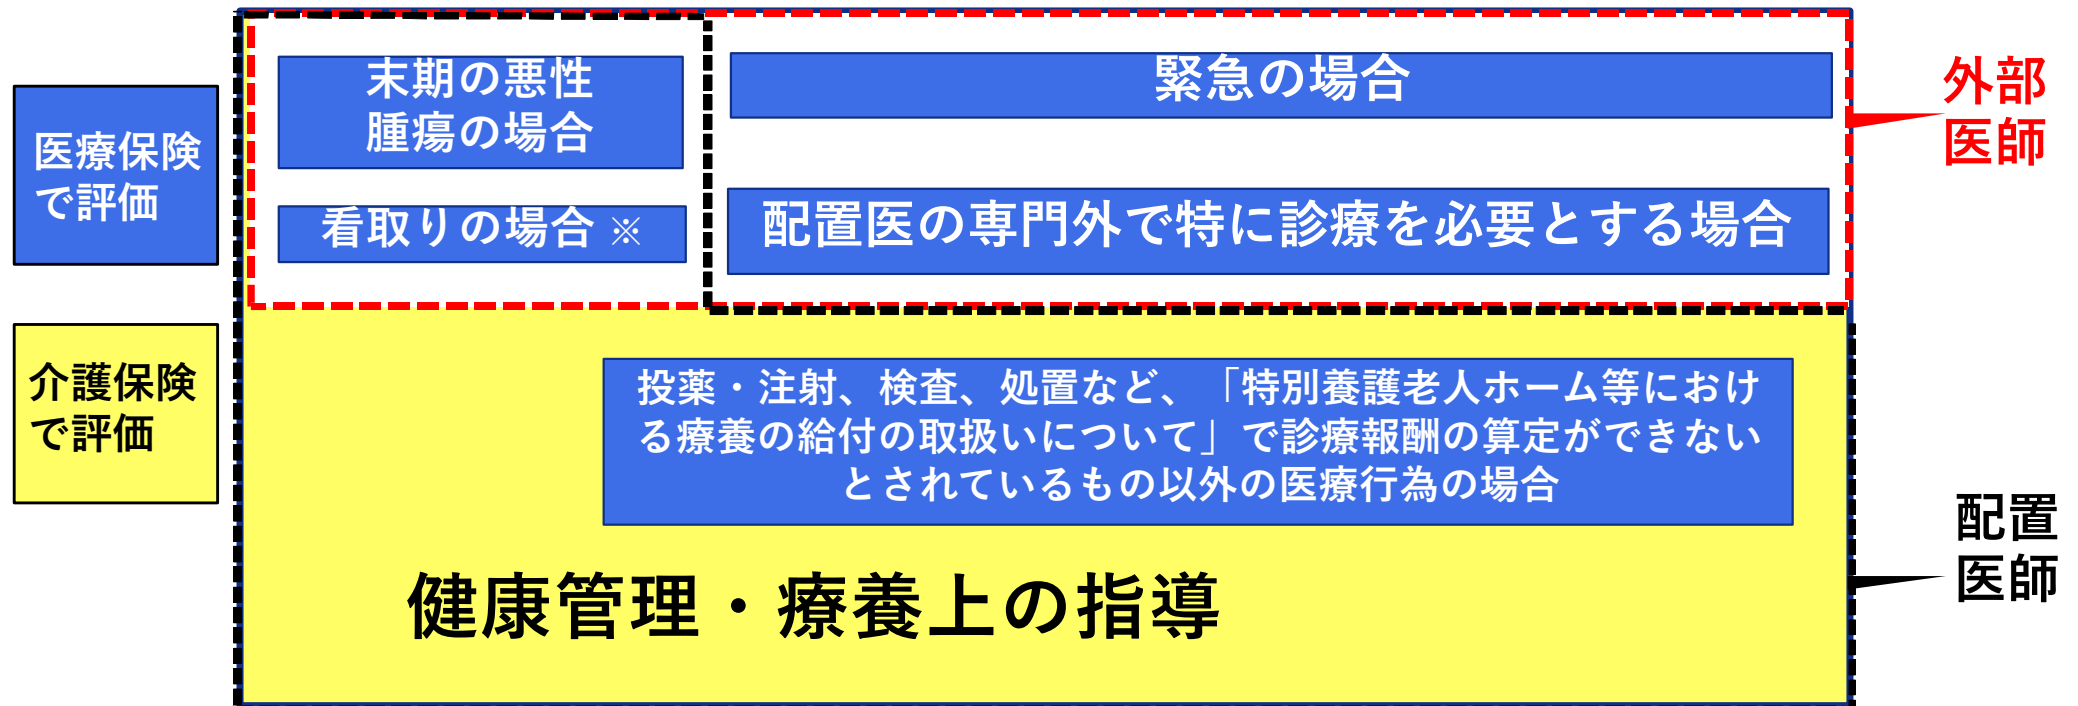 末期の悪性
腫瘍の場合
緊急の場合
外部
医師
医療保険
で評価
看取りの場合 ※
配置医の専門外で特に診療を必要とする場合
介護保険
で評価
投薬・注射、検査、処置など、「特別養護老人ホーム等におけ
る療養の給付の取扱いについて」で診療報酬の算定ができない
とされているもの以外の医療行為の場合
配置
医師
健康管理・療養上の指導